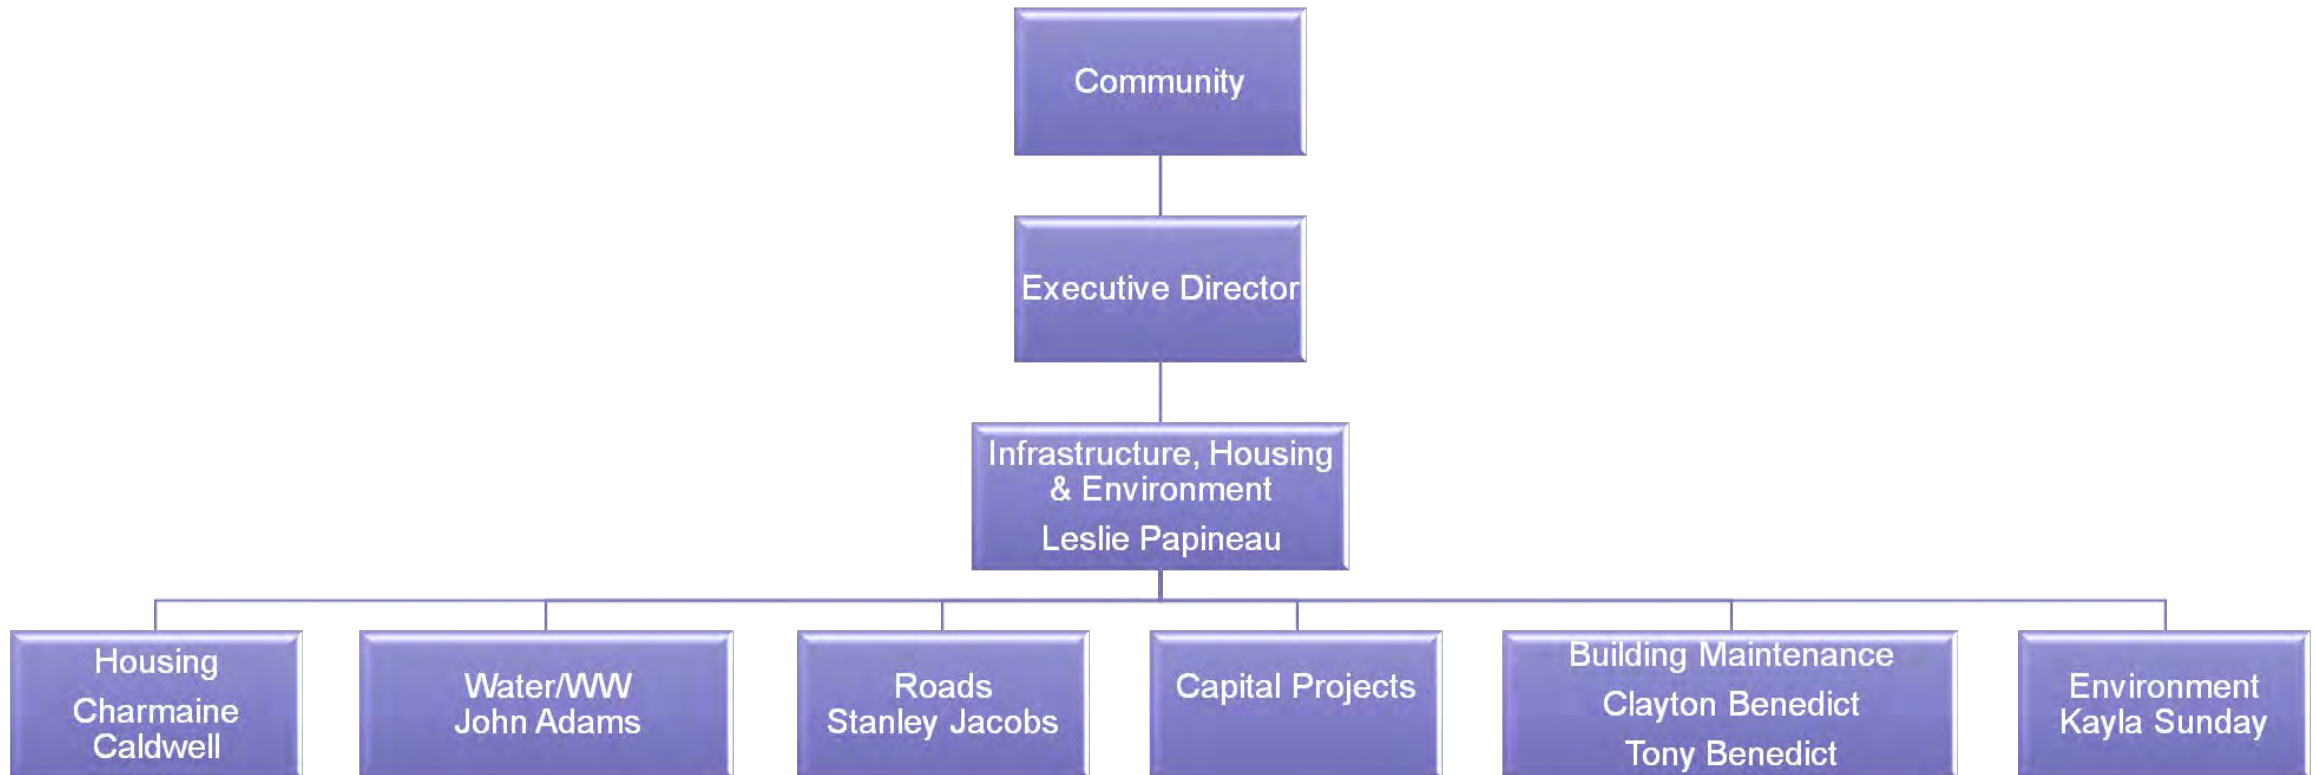 Community
Executive Director
Infrastructure, Housing
& Environment
Leslie Papineau
Housing
Charmaine
Caldwell
Water/WW
John Adams
Roads
Stanley Jacobs
Capital Projects
Building Maintenance
Clayton Benedict
Tony Benedict
Environment
Kayla Sunday